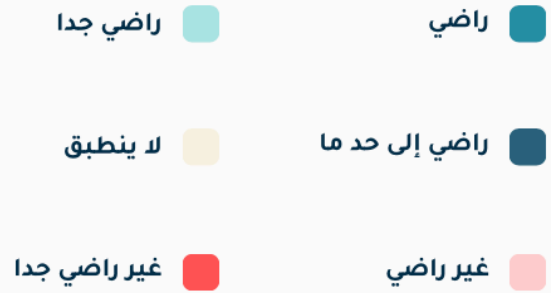 راضي
راضي جدا
راضي إلى حد ما
لا ينطبق
غير راضي
غير راضي جدا